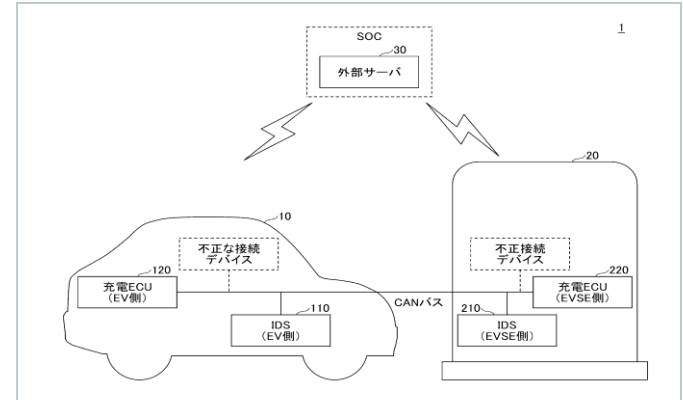 1
SOC
30
外部サーバ
20
10
不正な接続
デバイス
不正接続
デバイス
120
充電ECU
(EV側)
220
充電ECU
(EVSE側)
CANバス
110
IDS
(EV側)
210
IDS
(EVSE側)